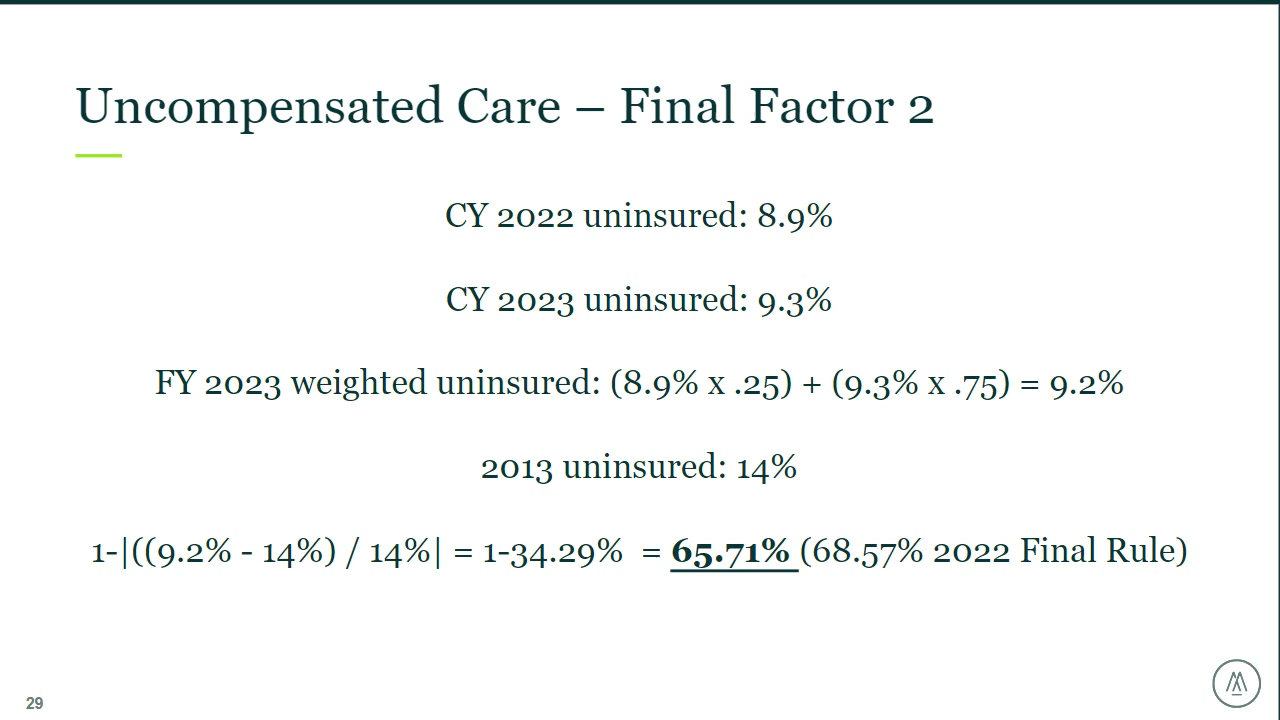 Uncompensated Care – Final Factor 2
CY 2022 uninsured: 8.9%
CY 2023 uninsured: 9.3%
FY 2023 weighted uninsured: (8.9% x .25) + (9.3% x .75) = 9.2%
2013 uninsured: 14%
1-|((9.2% - 14%) / 14%| = 1-34.29% = 65.71% (68.57% 2022 Final Rule)
29